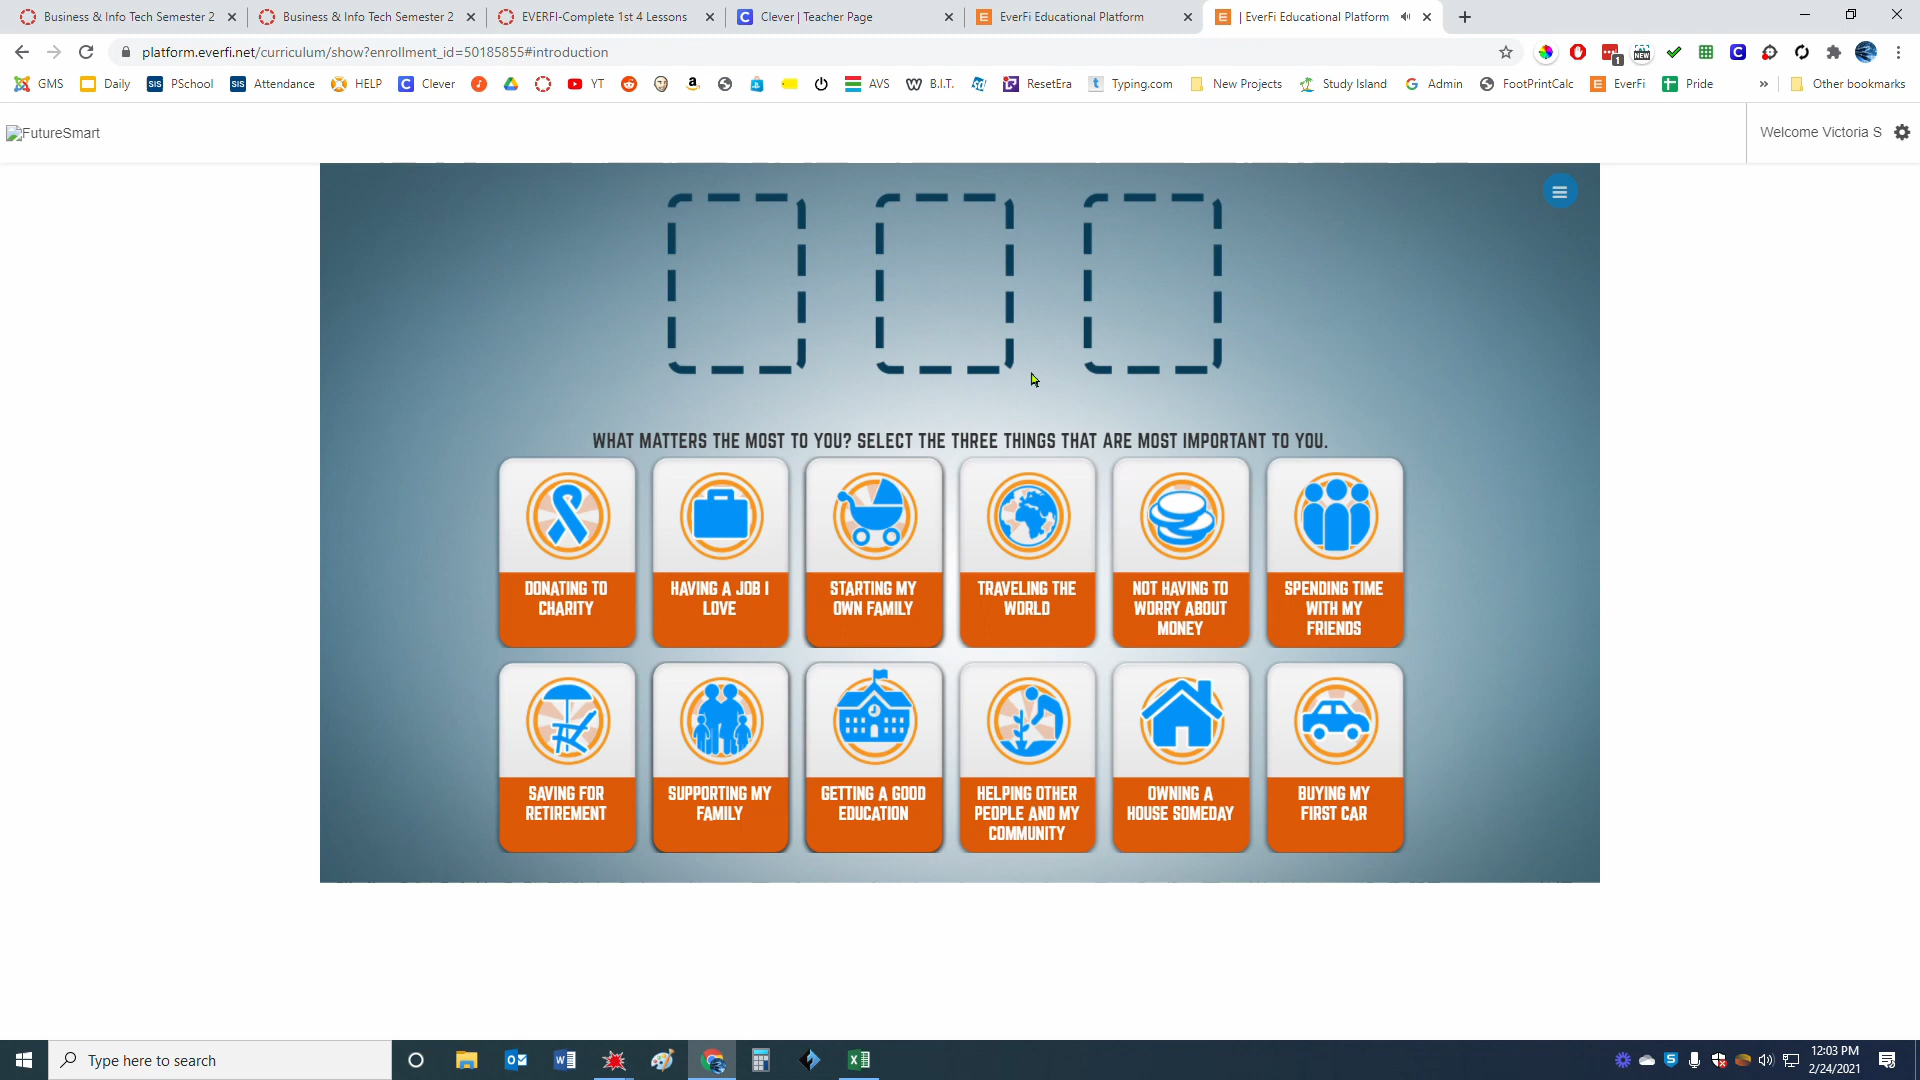 Business & Info Tech Semester 2
Business & Info Tech Semester 2
EVERFI-Complete 1st 4 Lessons
Clever | Teacher Page
EverFi Educational Platform
| EverFi Educational Platform
platform.everfi.net/curriculum/show?enrollment_id=50185855#introduction
GMS
Daily
PSchool
Attendance
HELP
Clever
YT
AVS
B.I.T.
ResetEra
Typing.com
New Projects
Study Island
Admin
FootPrintCalc
EverFi
Pride
Other bookmarks
FutureSmart
Welcome Victoria S
WHAT MATTERS THE MOST TO YOU? SELECT THE THREE THINGS THAT ARE MOST IMPORTANT TO YOU.
DONATING TO
CHARITY
HAVING A JOB I
LOVE
STARTING MY
OWN FAMILY
TRAVELING THE
WORLD
NOT HAVING TO
WORRY ABOUT
MONEY
SPENDING TIME
WITH MY
FRIENDS
SAVING FOR
RETIREMENT
SUPPORTING MY
FAMILY
GETTING A GOOD
EDUCATION
HELPING OTHER
PEOPLE AND MY
COMMUNITY
OWNING A
HOUSE SOMEDAY
BUYING MY
FIRST CAR
Type here to search
12:03 PM
2/24/2021